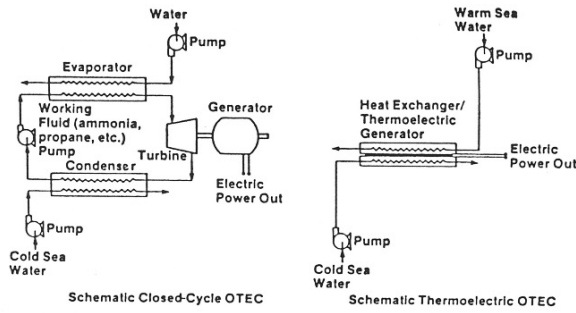 Water
Pump
Evaporator
Working
Fluid (ammonia,
propane, etc.)
Pump
Generator
Turbine
Condenser
Electric
Power Out
Pump
Cold Sea
Water
Schematic Closed-Cycle OTEC
Warm Sea
Water
Pump
Heat Exchanger/
Thermoelectric
Generator
Electric
Power Out
Pump
Cold Sea
Water
Schematic Thermoelectric OTEC